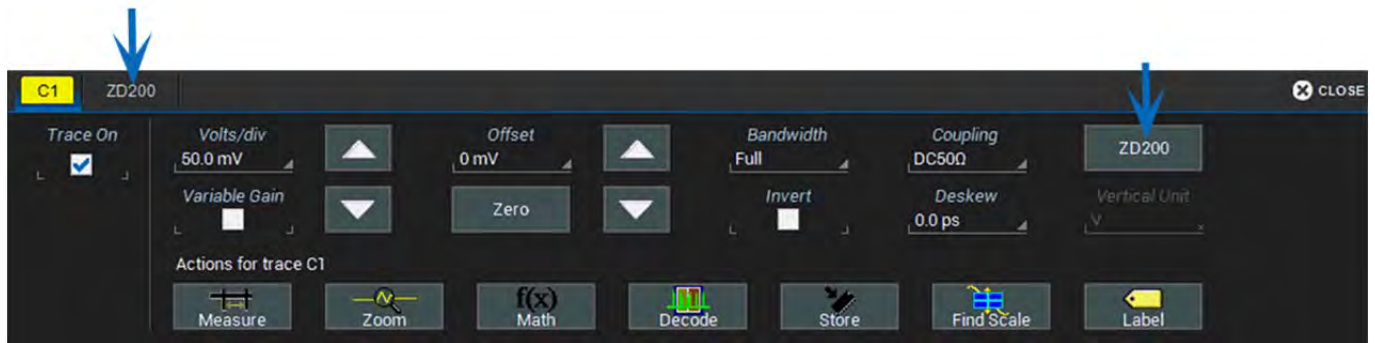 C1 ZD200 CLOSE
Trace On Volts/div Offset Bandwidth Coupling ZD200
50.0 mV 0 mV Full DC50Ω
Variable Gain Zero Invert Deskew Vertical Unit
0.0 ps V
Actions for trace C1
Measure Zoom f(x) Math Decode Store Find Scale Label